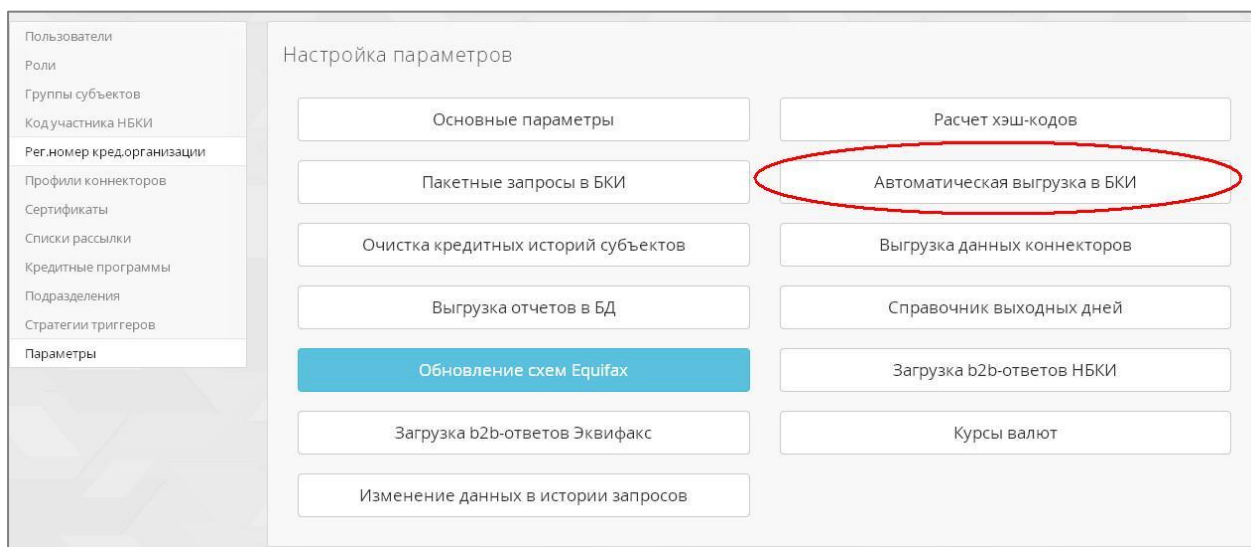 Пользователи
Роли
Группы субъектов
Код участника НБКИ
Рег.номер кред.организации
Профили коннекторов
Сертификаты
Списки рассылки
Кредитные программы
Подразделения
Стратегии триггеров
Параметры
Настройка параметров
Основные параметры
Расчет хэш-кодов
Пакетные запросы в БКИ
Автоматическая выгрузка в БКИ
Очистка кредитных историй субъектов
Выгрузка данных коннекторов
Выгрузка отчетов в БД
Справочник выходных дней
Обновление схем Equifax
Загрузка b2b-ответов НБКИ
Загрузка b2b-ответов Эквифакс
Курсы валют
Изменение данных в истории запросов